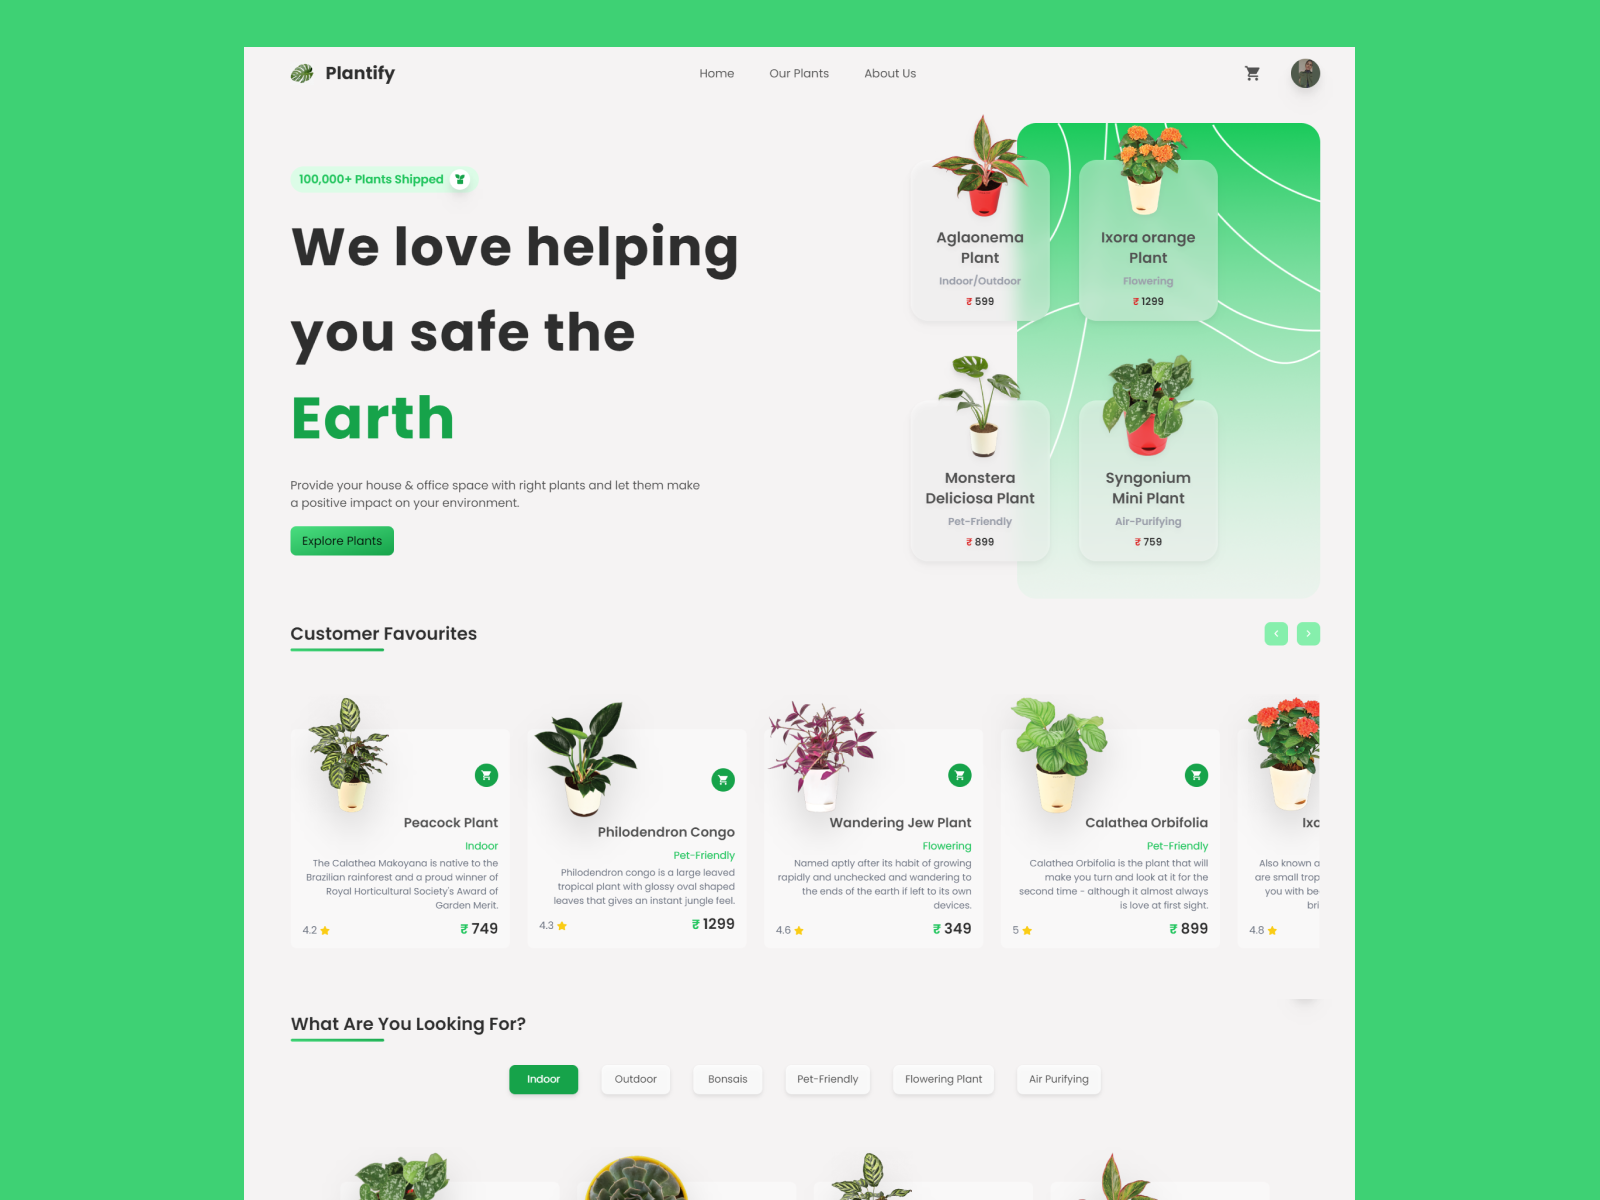 Plantify
Home
Our Plants
About Us
100,000+ Plants Shipped
We love helping
you safe the
Earth
Provide your house & office space with right plants and let them make
a positive impact on your environment.
Explore Plants
Aglaonema
Plant
Indoor/Outdoor
₹ 599
Ixora orange
Plant
Flowering
₹ 1299
Monstera
Deliciosa Plant
Pet-Friendly
₹ 899
Syngonium
Mini Plant
Air-Purifying
₹ 759
Customer Favourites
Peacock Plant
Indoor
The Calathea Makoyana is native to the
Brazilian rainforest and a proud winner of
Royal Horticultural Society's Award of
Garden Merit.
4.2
₹ 749
Philodendron Congo
Pet-Friendly
Philodendron congo is a large leaved
tropical plant with glossy oval shaped
leaves that gives an instant jungle feel.
4.3
₹ 1299
Wandering Jew Plant
Flowering
Named aptly after its habit of growing
rapidly and unchecked and wandering to
the ends of the earth if left to its own
devices.
4.6
₹ 349
Calathea Orbifolia
Pet-Friendly
Calathea Orbifolia is the plant that will
make you turn and look at it for the
second time - although it almost always
is love at first sight.
5
₹ 899
Ixo
Also known o
are small trop
you with be
bri
4.8
What Are You Looking For?
Indoor
Outdoor
Bonsais
Pet-Friendly
Flowering Plant
Air Purifying